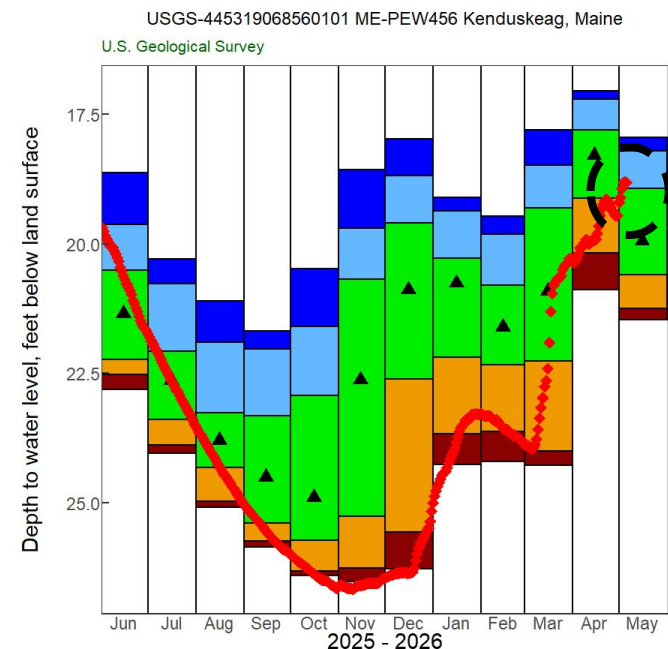 USGS-445319068560101 ME-PEW456 Kenduskeag, Maine
U.S. Geological Survey
Depth to water level, feet below land surface
17.5
20.0
22.5
25.0
Jun Jul Aug Sep Oct Nov Dec Jan Feb Mar Apr May
2025 - 2026